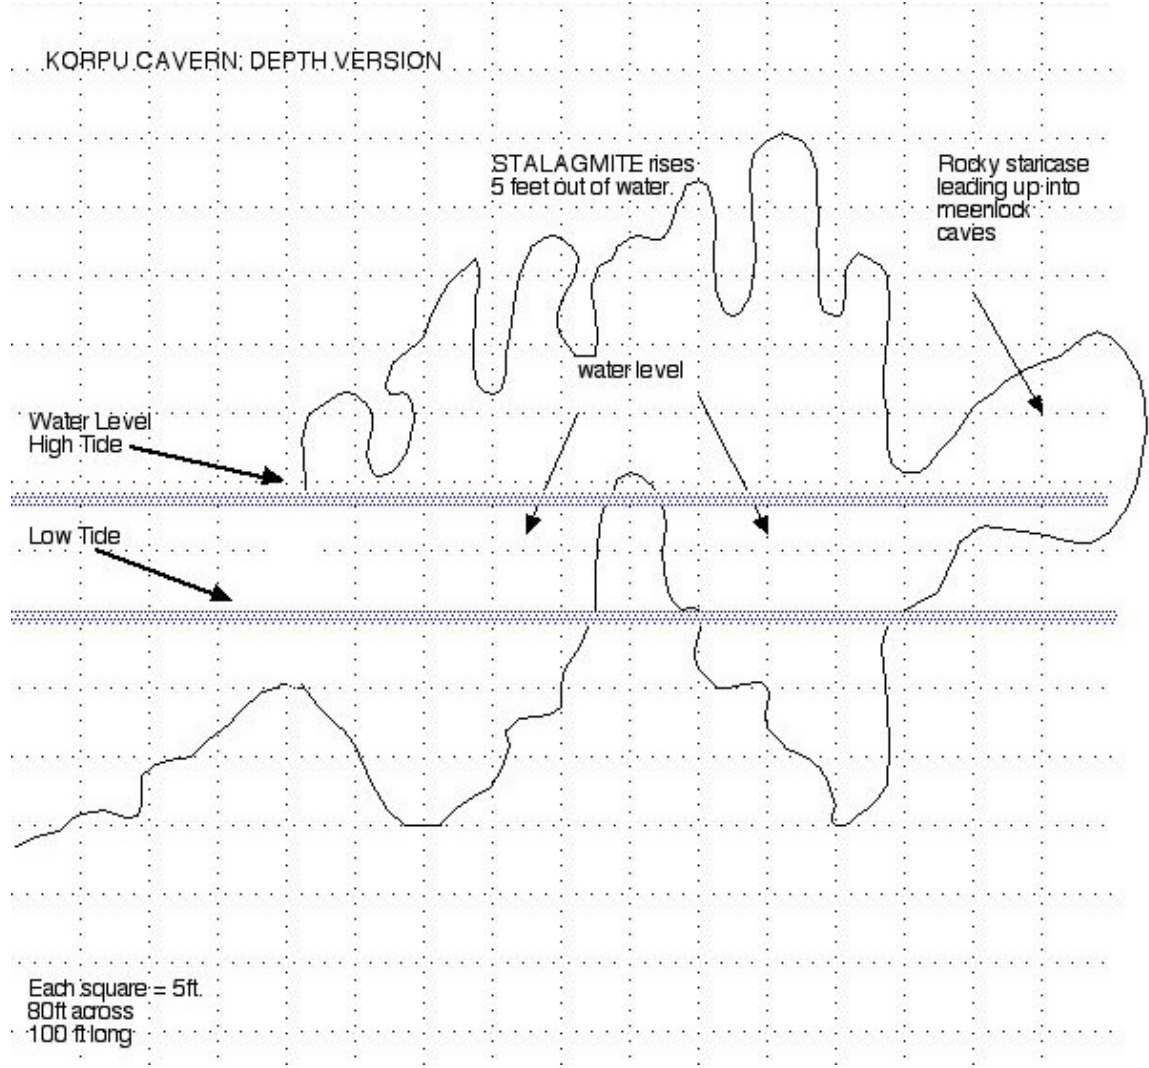 KORPU CAVERN: DEPTH VERSION
STALAGMITE rises
5 feet out of water.
Rocky staricase
leading up into
meenlock
caves
water level
Water Level
High Tide
Low Tide
Each square = 5ft.
80ft across
100 ft long